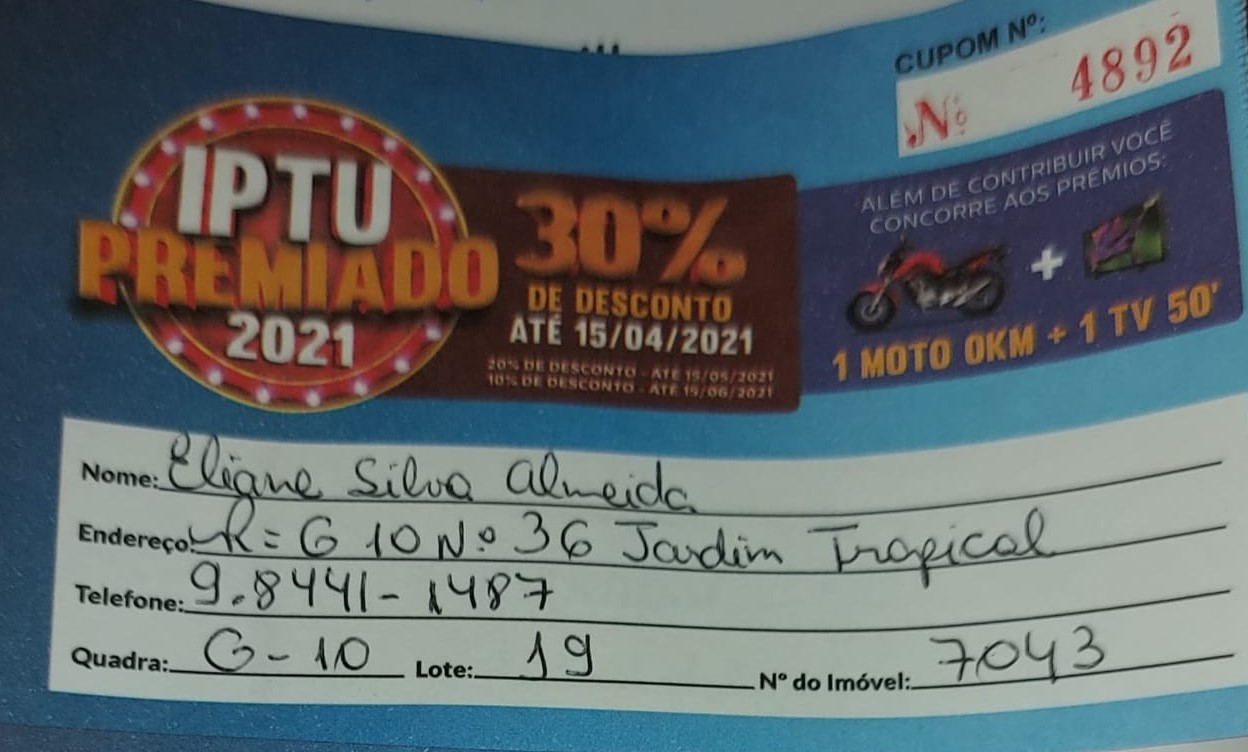 CUPOM Nº:
Nº 4892
IPTU
PREMIADO
2021
30%
DE DESCONTO
ATÉ 15/04/2021
20% DE DESCONTO - ATÉ 15/05/2021
10% DE DESCONTO - ATÉ 15/06/2021
ALÉM DE CONTRIBUIR VOCÊ
CONCORRE AOS PRÊMIOS:
+
1 MOTO 0KM + 1 TV 50'
Nome: Eliane Silva Almeida
Endereço: R= G 10 Nº 36 Jardim Tropical
Telefone: 9.8441-1487
Quadra: G-10 Lote: 19 Nº do Imóvel: 7043